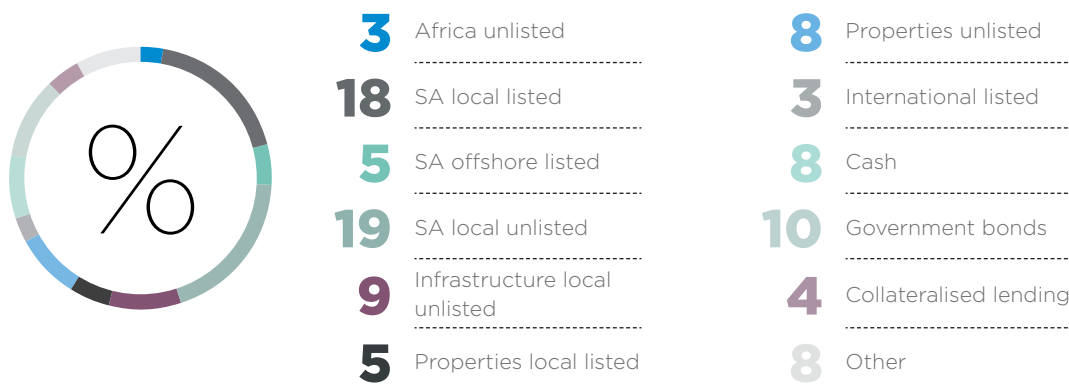 %
3 Africa unlisted
18 SA local listed
5 SA offshore listed
19 SA local unlisted
9 Infrastructure local
unlisted
5 Properties local listed
8 Properties unlisted
3 International listed
8 Cash
10 Government bonds
4 Collateralised lending
8 Other